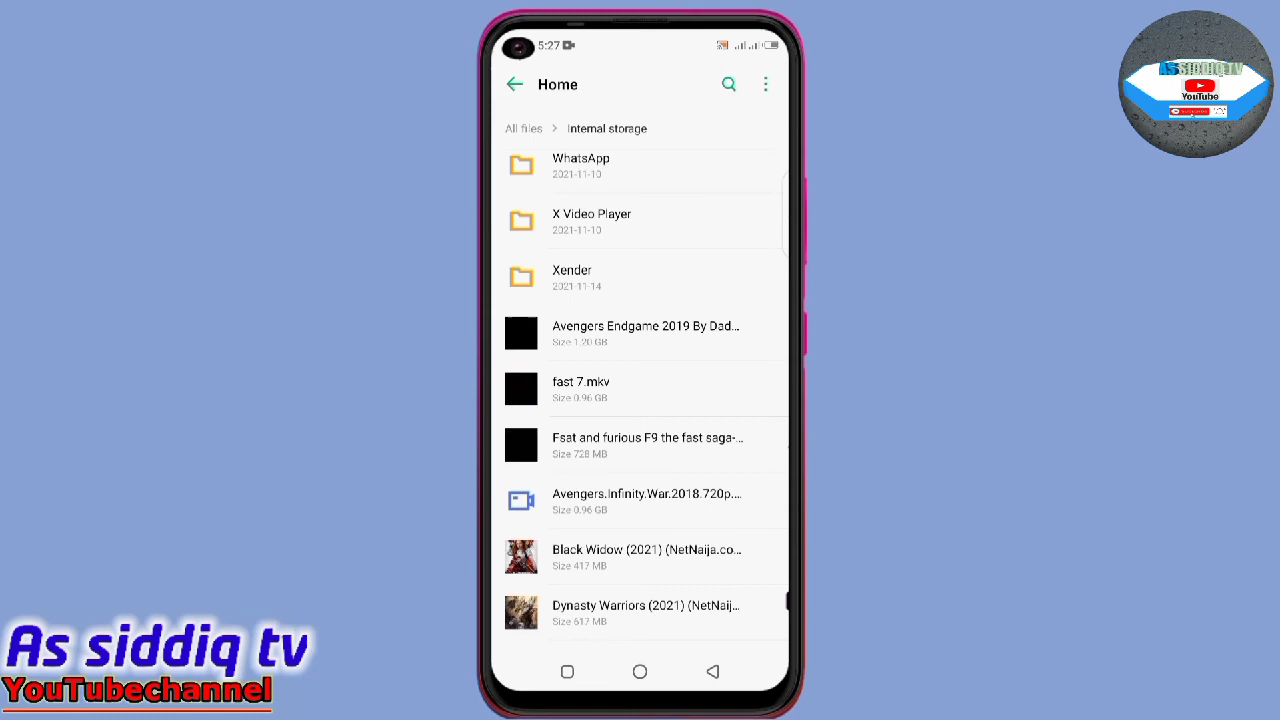 5:27
Home
All files > Internal storage
WhatsApp
2021-11-10
X Video Player
2021-11-10
Xender
2021-11-14
Avengers Endgame 2019 By Dad...
Size 1.20 GB
fast 7.mkv
Size 0.96 GB
Fsat and furious F9 the fast saga-...
Size 728 MB
Avengers.Infinity.War.2018.720p....
Size 0.96 GB
Black Widow (2021) (NetNaija.co...
Size 417 MB
Dynasty Warriors (2021) (NetNaij...
Size 617 MB
AS SIDDIQ TV
YouTube
As siddiq tv
YouTubechannel